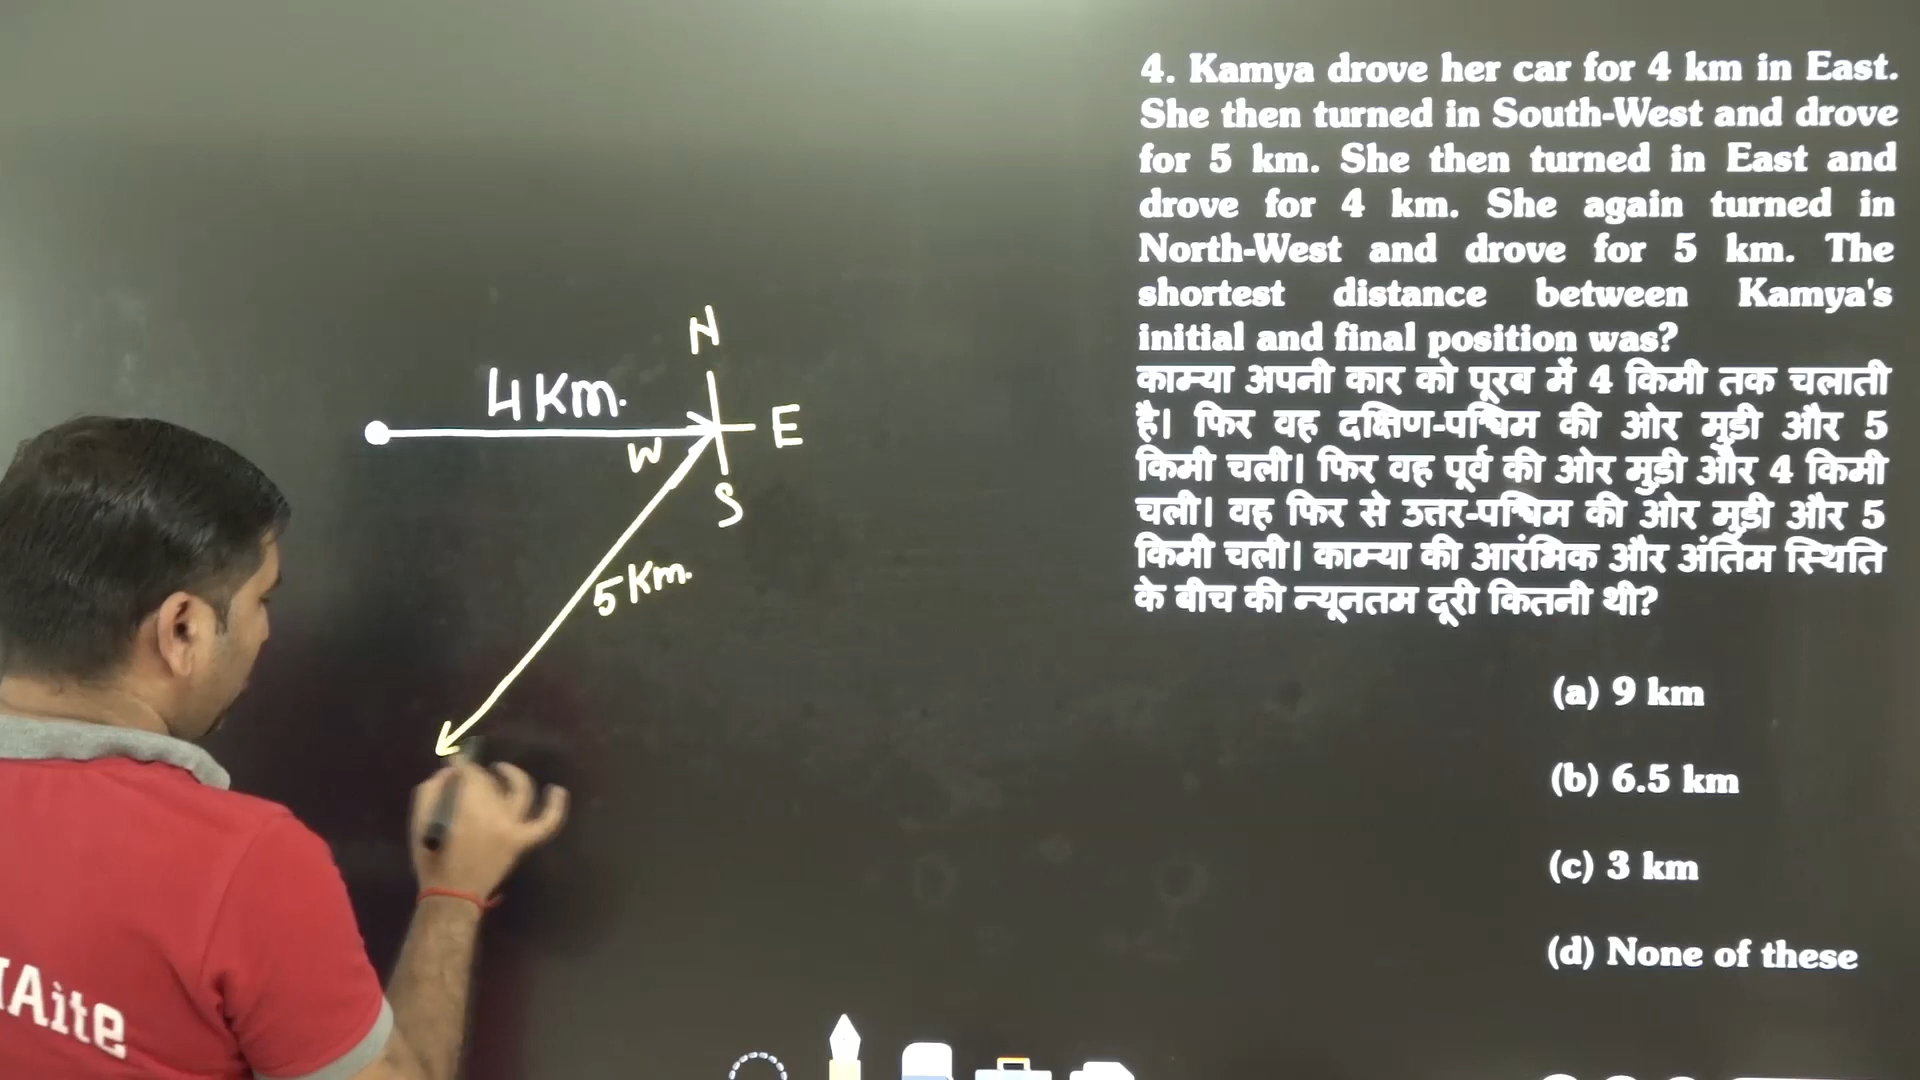 4. Kamya drove her car for 4 km in East.
She then turned in South-West and drove
for 5 km. She then turned in East and
drove for 4 km. She again turned in
North-West and drove for 5 km. The
shortest distance between Kamya's
initial and final position was?
काम्या अपनी कार को पूरब में 4 किमी तक चलाती
है। फिर वह दक्षिण-पश्चिम की ओर मुड़ी और 5
किमी चली। फिर वह पूर्व की ओर मुड़ी और 4 किमी
चली। वह फिर से उत्तर-पश्चिम की ओर मुड़ी और 5
किमी चली। काम्या की आरंभिक और अंतिम स्थिति
के बीच की न्यूनतम दूरी कितनी थी?
(a) 9 km
(b) 6.5 km
(c) 3 km
(d) None of these
N
4 Km.
E
W
S
5 Km.